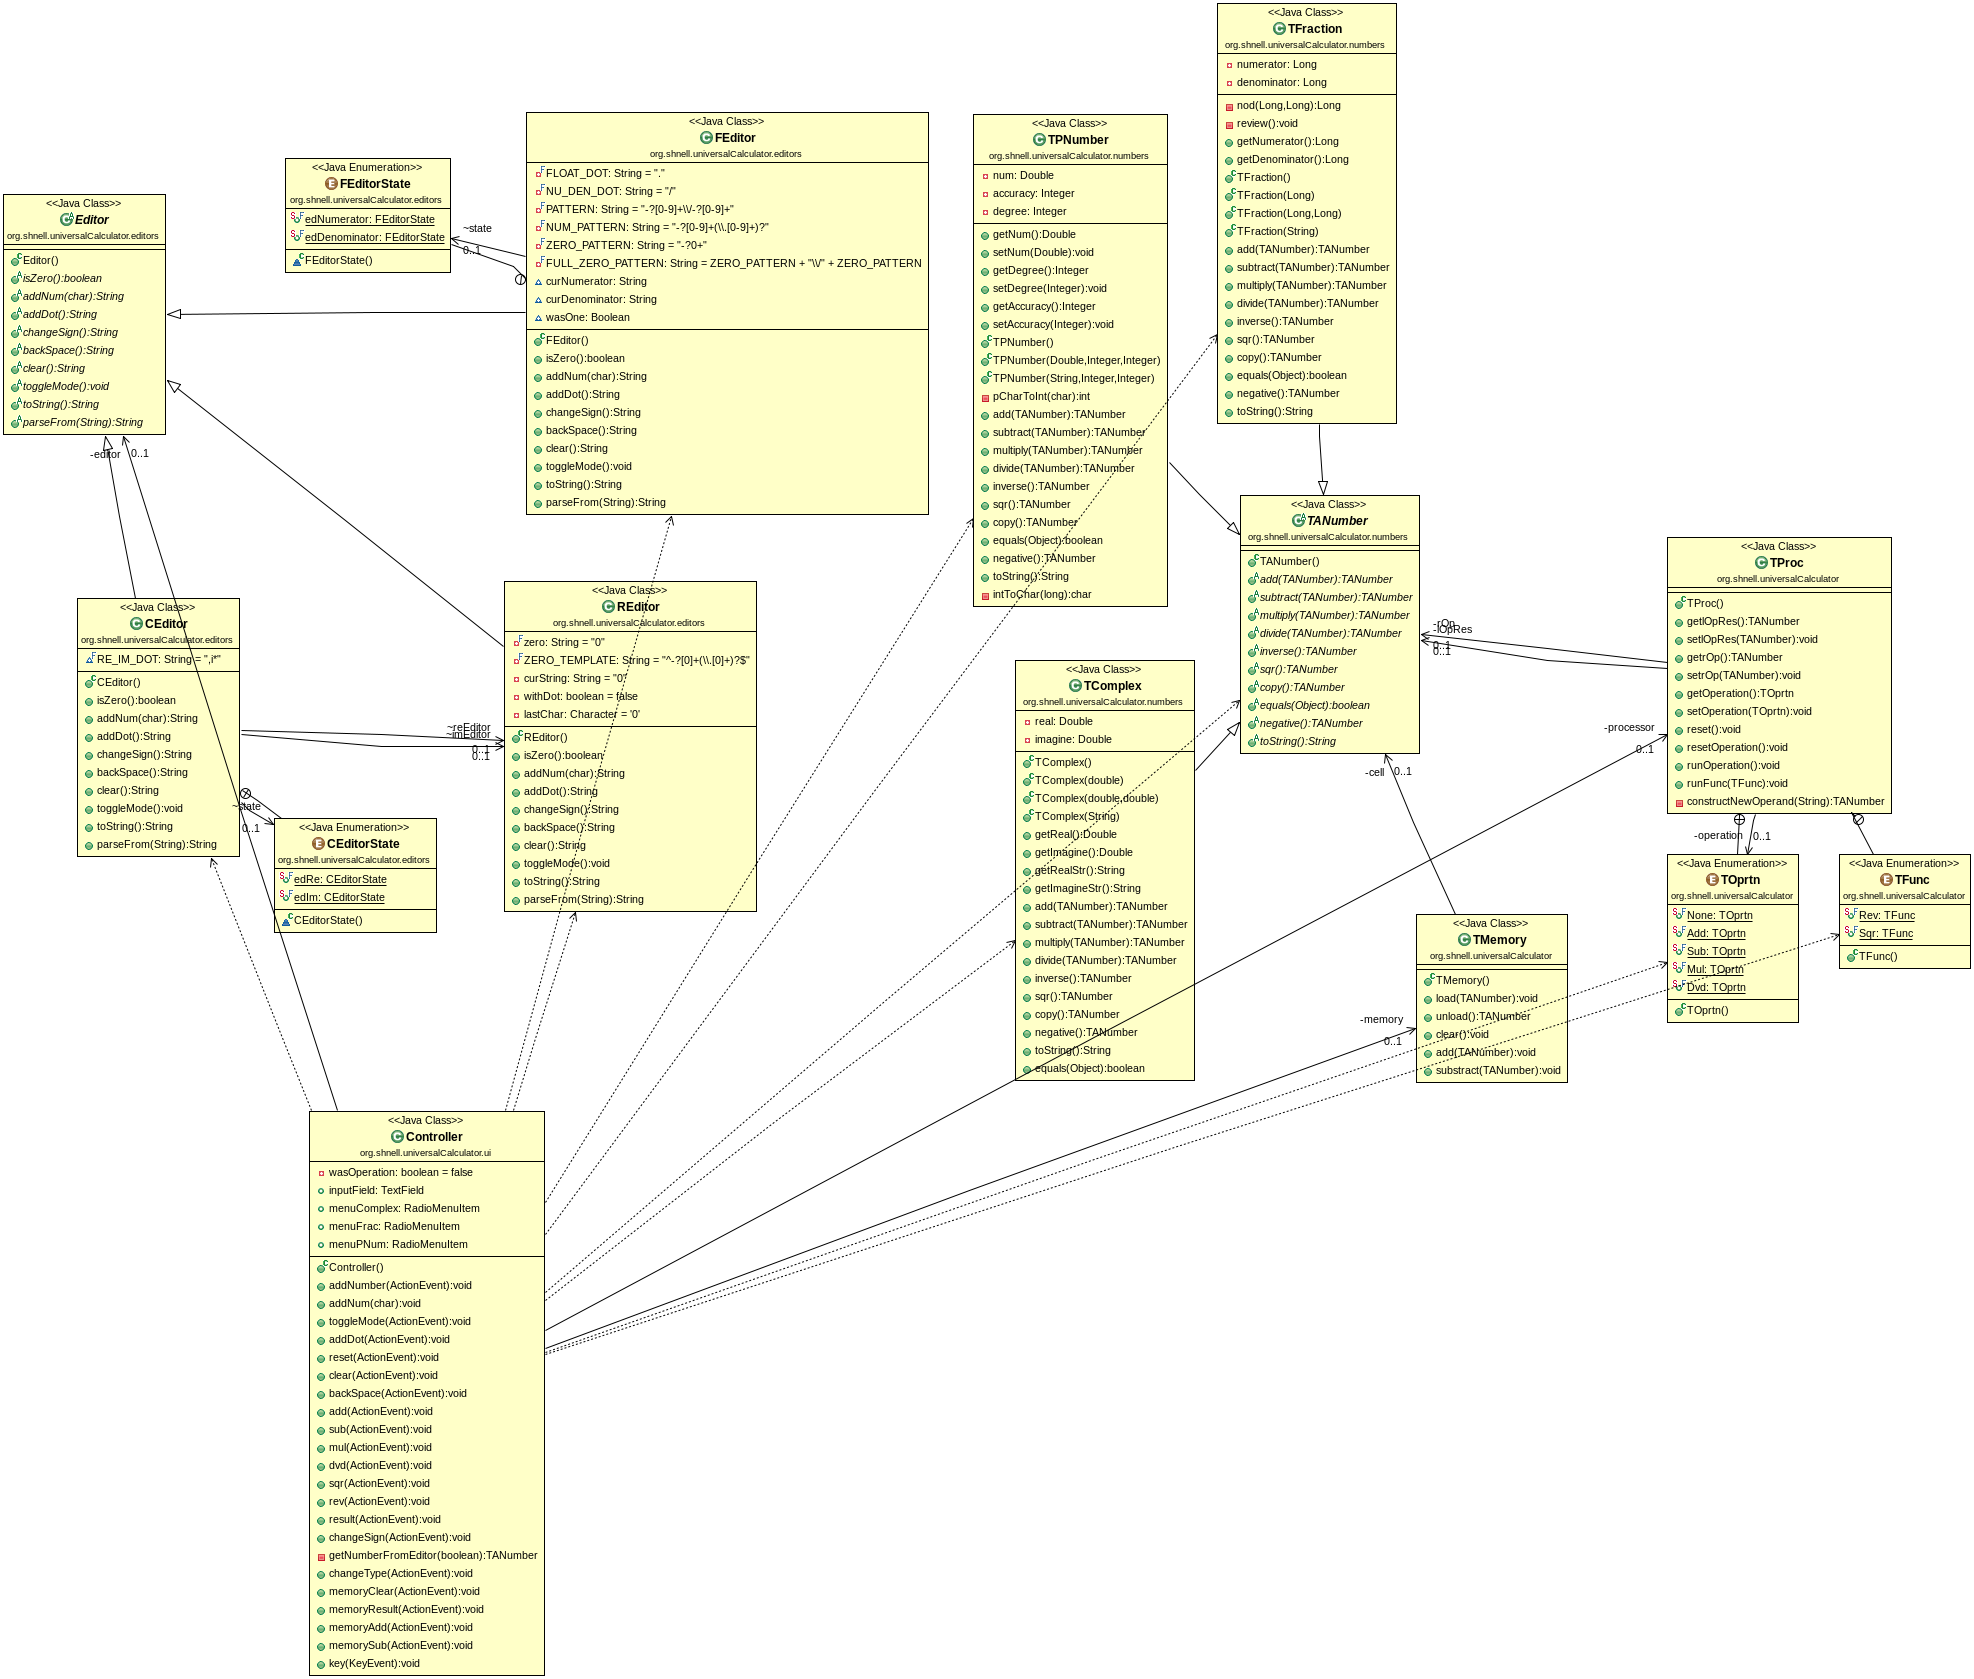 <<Java Class>>
TFraction
org.shnell.universalCalculator.numbers
numerator: Long
denominator: Long
nod(Long,Long):Long
review():void
getNumerator():Long
getDenominator():Long
TFraction()
TFraction(Long)
TFraction(Long,Long)
TFraction(String)
add(TANumber):TANumber
subtract(TANumber):TANumber
multiply(TANumber):TANumber
divide(TANumber):TANumber
inverse():TANumber
sqr():TANumber
copy():TANumber
equals(Object):boolean
negative():TANumber
toString():String
<<Java Class>>
FEditor
org.shnell.universalCalculator.editors
FLOAT_DOT: String = "."
NU_DEN_DOT: String = "/"
PATTERN: String = "-?[0-9]+\\/-?[0-9]+"
NUM_PATTERN: String = "-?[0-9]+(\\.[0-9]+)?"
ZERO_PATTERN: String = "-?0+"
FULL_ZERO_PATTERN: String = ZERO_PATTERN + "\\/" + ZERO_PATTERN
curNumerator: String
curDenominator: String
wasOne: Boolean
FEditor()
isZero():boolean
addNum(char):String
addDot():String
changeSign():String
backSpace():String
clear():String
toggleMode():void
toString():String
parseFrom(String):String
<<Java Class>>
TPNumber
org.shnell.universalCalculator.numbers
num: Double
accuracy: Integer
degree: Integer
getNum():Double
setNum(Double):void
getDegree():Integer
setDegree(Integer):void
getAccuracy():Integer
setAccuracy(Integer):void
TPNumber()
TPNumber(Double,Integer,Integer)
TPNumber(String,Integer,Integer)
pCharToInt(char):int
add(TANumber):TANumber
subtract(TANumber):TANumber
multiply(TANumber):TANumber
divide(TANumber):TANumber
inverse():TANumber
sqr():TANumber
copy():TANumber
equals(Object):boolean
negative():TANumber
toString():String
intToChar(long):char
<<Java Enumeration>>
FEditorState
org.shnell.universalCalculator.editors
edNumerator: FEditorState
edDenominator: FEditorState
FEditorState()
~state
0..1
<<Java Class>>
Editor
org.shnell.universalCalculator.editors
Editor()
isZero():boolean
addNum(char):String
addDot():String
changeSign():String
backSpace():String
clear():String
toggleMode():void
toString():String
parseFrom(String):String
-editor
0..1
<<Java Class>>
TANumber
org.shnell.universalCalculator.numbers
TANumber()
add(TANumber):TANumber
subtract(TANumber):TANumber
multiply(TANumber):TANumber
divide(TANumber):TANumber
inverse():TANumber
sqr():TANumber
copy():TANumber
equals(Object):boolean
negative():TANumber
toString():String
-rOp
-lOpRes
0..1
0..1
<<Java Class>>
TProc
org.shnell.universalCalculator
TProc()
getlOpRes():TANumber
setlOpRes(TANumber):void
getrOp():TANumber
setrOp(TANumber):void
getOperation():TOprtn
setOperation(TOprtn):void
reset():void
resetOperation():void
runOperation():void
runFunc(TFunc):void
constructNewOperand(String):TANumber
-processor
0..1
<<Java Class>>
CEditor
org.shnell.universalCalculator.editors
RE_IM_DOT: String = ",i*"
CEditor()
isZero():boolean
addNum(char):String
addDot():String
changeSign():String
backSpace():String
clear():String
toggleMode():void
toString():String
parseFrom(String):String
~reEditor
~imEditor
0..1
0..1
<<Java Class>>
REditor
org.shnell.universalCalculator.editors
zero: String = "0"
ZERO_TEMPLATE: String = "^-?[0]+(\\.[0]+)?$"
curString: String = "0"
withDot: boolean = false
lastChar: Character = '0'
REditor()
isZero():boolean
addNum(char):String
addDot():String
changeSign():String
backSpace():String
clear():String
toggleMode():void
toString():String
parseFrom(String):String
<<Java Class>>
TComplex
org.shnell.universalCalculator.numbers
real: Double
imagine: Double
TComplex()
TComplex(double)
TComplex(double,double)
TComplex(String)
getReal():Double
getImagine():Double
getRealStr():String
getImagineStr():String
add(TANumber):TANumber
subtract(TANumber):TANumber
multiply(TANumber):TANumber
divide(TANumber):TANumber
inverse():TANumber
sqr():TANumber
copy():TANumber
negative():TANumber
toString():String
equals(Object):boolean
-cell
0..1
~state
0..1
<<Java Enumeration>>
CEditorState
org.shnell.universalCalculator.editors
edRe: CEditorState
edIm: CEditorState
CEditorState()
-operation
0..1
<<Java Enumeration>>
TOprtn
org.shnell.universalCalculator
None: TOprtn
Add: TOprtn
Sub: TOprtn
Mul: TOprtn
Dvd: TOprtn
TOprtn()
<<Java Enumeration>>
TFunc
org.shnell.universalCalculator
Rev: TFunc
Sqr: TFunc
TFunc()
<<Java Class>>
TMemory
org.shnell.universalCalculator
TMemory()
load(TANumber):void
unload():TANumber
clear():void
add(TANumber):void
substract(TANumber):void
-memory
0..1
<<Java Class>>
Controller
org.shnell.universalCalculator.ui
wasOperation: boolean = false
inputField: TextField
menuComplex: RadioMenuItem
menuFrac: RadioMenuItem
menuPNum: RadioMenuItem
Controller()
addNumber(ActionEvent):void
addNum(char):void
toggleMode(ActionEvent):void
addDot(ActionEvent):void
reset(ActionEvent):void
clear(ActionEvent):void
backSpace(ActionEvent):void
add(ActionEvent):void
sub(ActionEvent):void
mul(ActionEvent):void
dvd(ActionEvent):void
sqr(ActionEvent):void
rev(ActionEvent):void
result(ActionEvent):void
changeSign(ActionEvent):void
getNumberFromEditor(boolean):TANumber
changeType(ActionEvent):void
memoryClear(ActionEvent):void
memoryResult(ActionEvent):void
memoryAdd(ActionEvent):void
memorySub(ActionEvent):void
key(KeyEvent):void